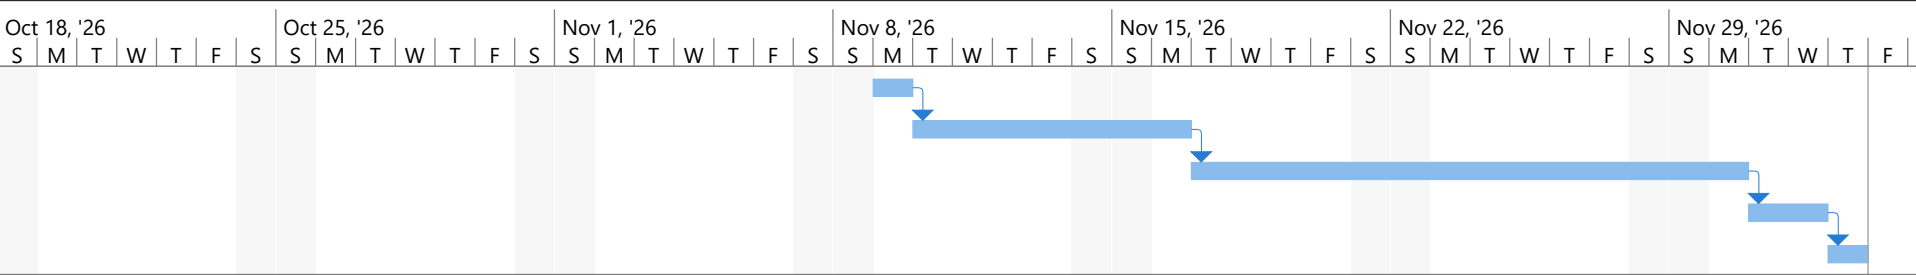 Oct 18, '26 Oct 25, '26 Nov 1, '26 Nov 8, '26 Nov 15, '26 Nov 22, '26 Nov 29, '26
S M T W T F S S M T W T F S S M T W T F S S M T W T F S S M T W T F S S M T W T F S S M T W T F